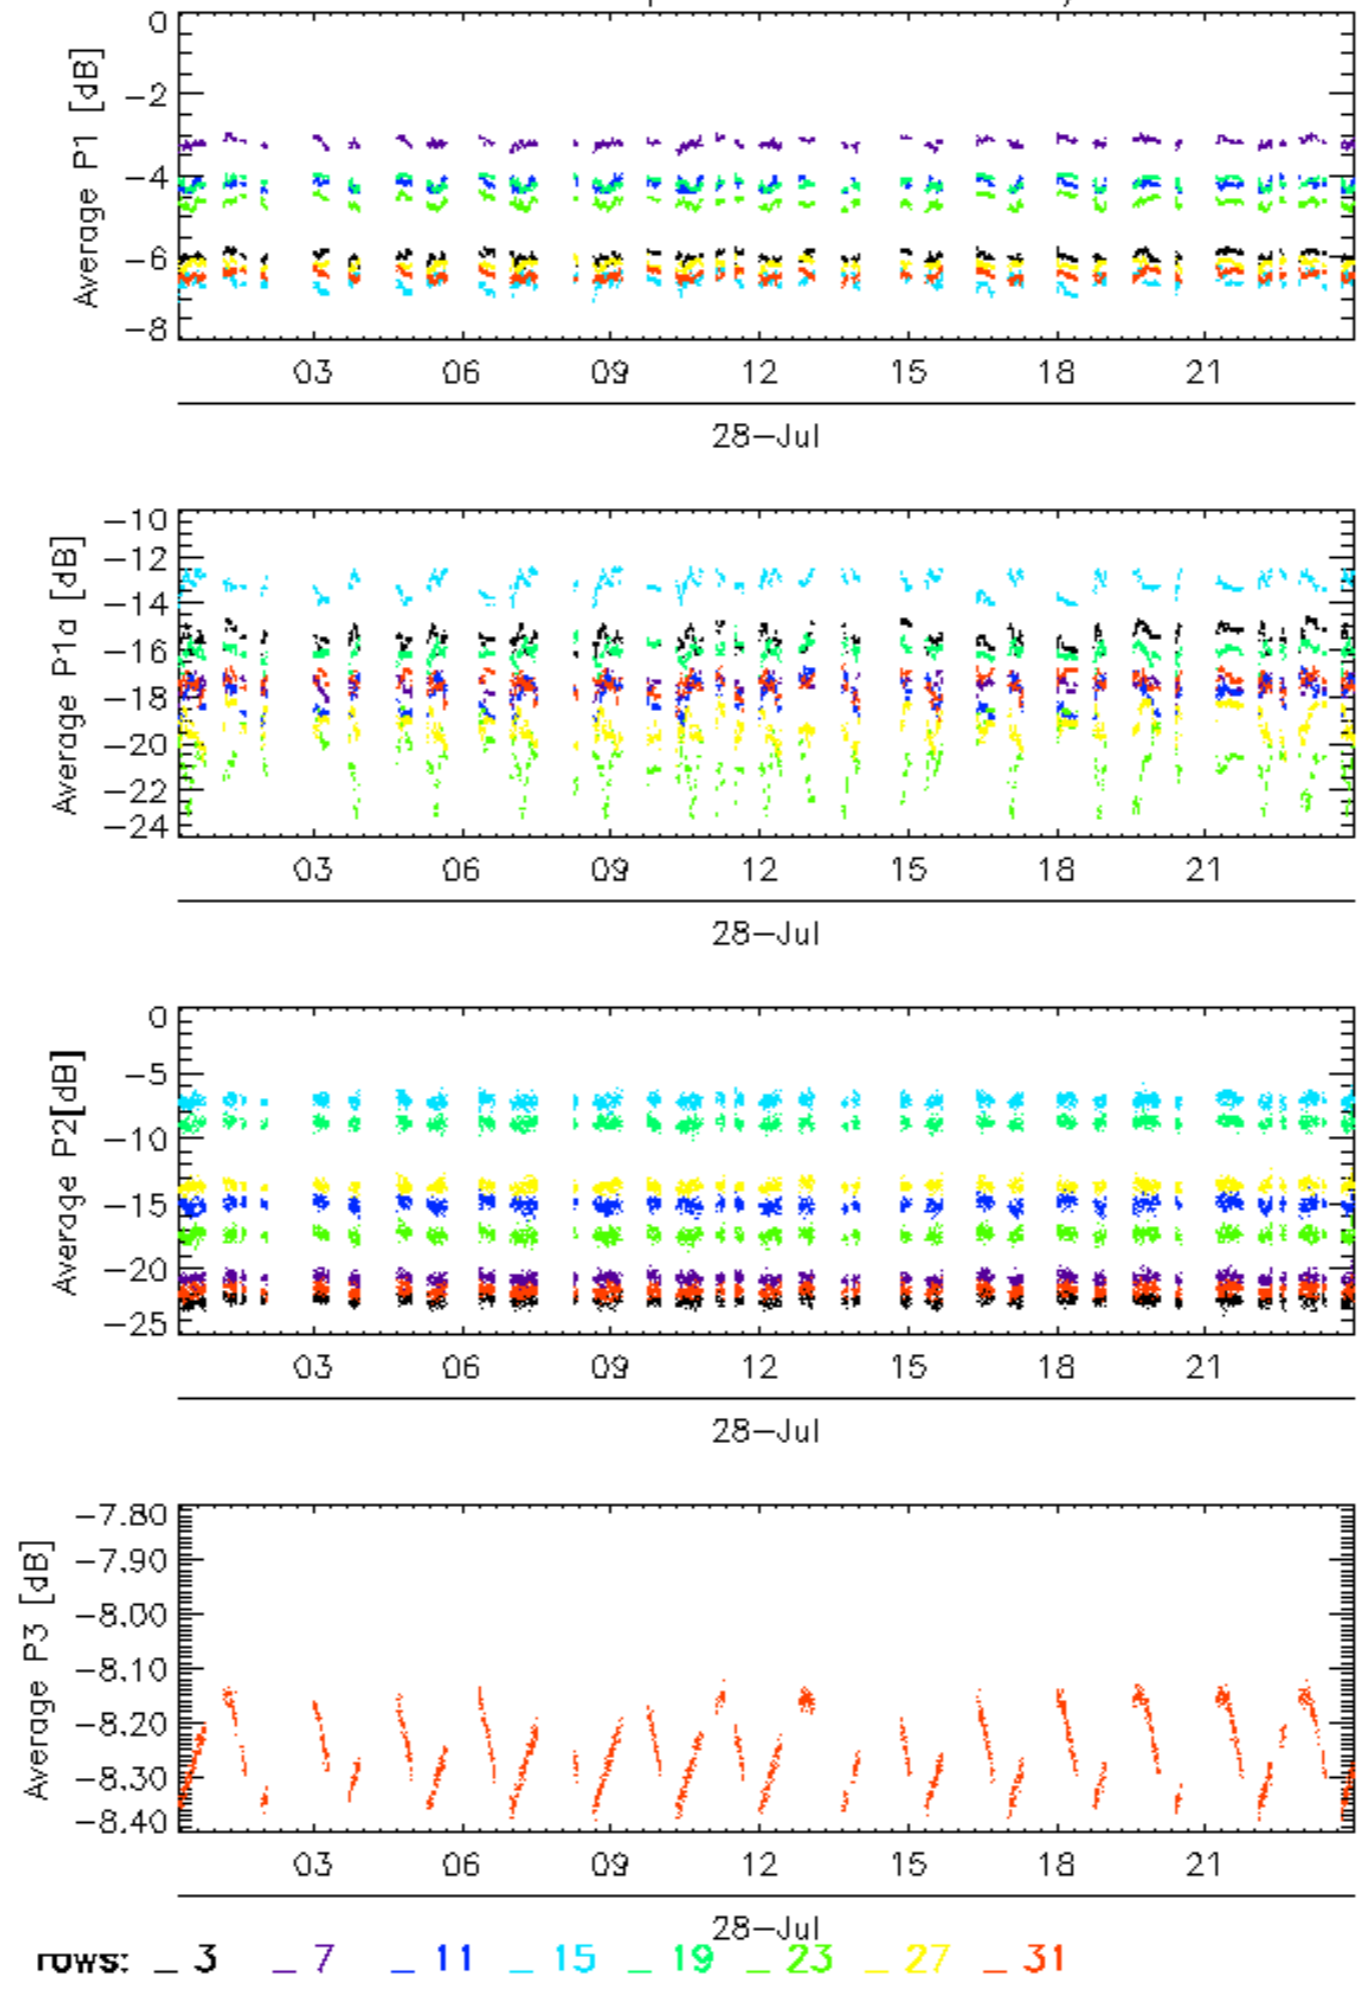 0
-2
-4
-6
-8
Average P1 [dB]
03 06 09 12 15 18 21
28-Jul
-10
-12
-14
-16
-18
-20
-22
-24
Average P1a [dB]
03 06 09 12 15 18 21
28-Jul
0
-5
-10
-15
-20
-25
Average P2[dB]
03 06 09 12 15 18 21
28-Jul
-7.80
-7.90
-8.00
-8.10
-8.20
-8.30
-8.40
Average P3 [dB]
03 06 09 12 15 18 21
28-Jul
rows: _ 3 _ 7 _ 11 _ 15 _ 19 _ 23 _ 27 _ 31